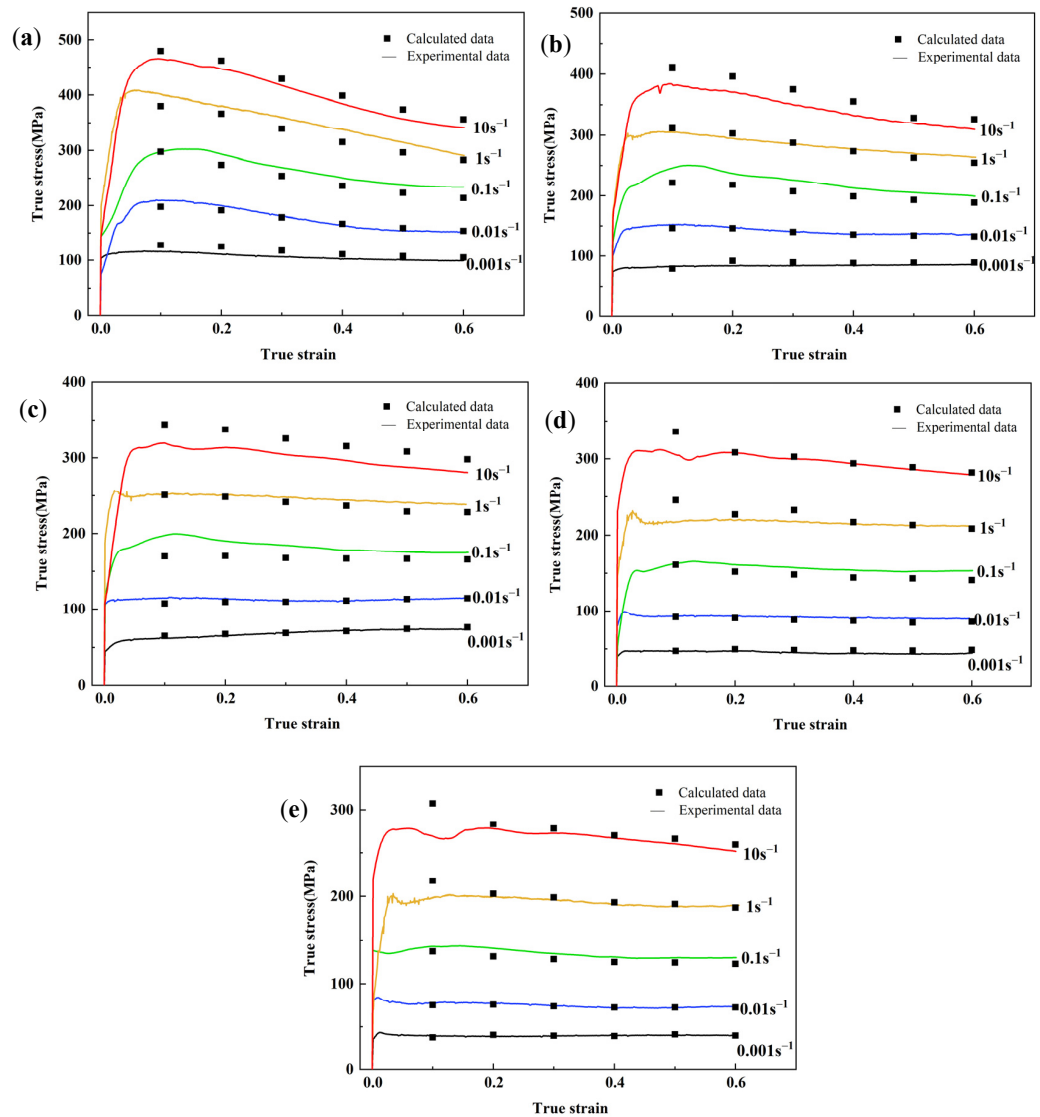 (a)
500
400
300
200
100
0
True stress(MPa)
Calculated data
Experimental data
10s⁻¹
1s⁻¹
0.1s⁻¹
0.01s⁻¹
0.001s⁻¹
0.0 0.2 0.4 0.6
True strain
(b)
500
400
300
200
100
0
True stress(MPa)
Calculated data
Experimental data
10s⁻¹
1s⁻¹
0.1s⁻¹
0.01s⁻¹
0.001s⁻¹
0.0 0.2 0.4 0.6
True strain
(c)
400
300
200
100
0
True stress(MPa)
Calculated data
Experimental data
10s⁻¹
1s⁻¹
0.1s⁻¹
0.01s⁻¹
0.001s⁻¹
0.0 0.2 0.4 0.6
True strain
(d)
400
300
200
100
0
True stress(MPa)
Calculated data
Experimental data
10s⁻¹
1s⁻¹
0.1s⁻¹
0.01s⁻¹
0.001s⁻¹
0.0 0.2 0.4 0.6
True strain
(e)
300
200
100
0
True stress(MPa)
Calculated data
Experimental data
10s⁻¹
1s⁻¹
0.1s⁻¹
0.01s⁻¹
0.001s⁻¹
0.0 0.2 0.4 0.6
True strain